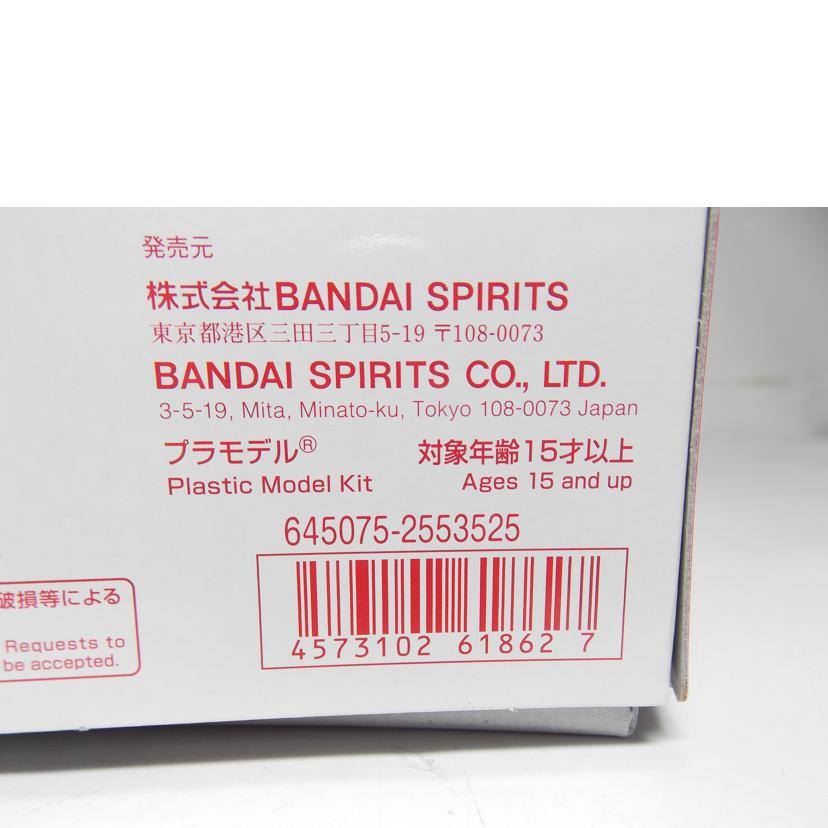 発売元
株式会社BANDAI SPIRITS
東京都港区三田三丁目5-19 〒108-0073
BANDAI SPIRITS CO., LTD.
3-5-19, Mita, Minato-ku, Tokyo 108-0073 Japan
プラモデル® 対象年齢15才以上
Plastic Model Kit Ages 15 and up
645075-2553525
4573102 618627
破損等による
Requests to
be accepted.